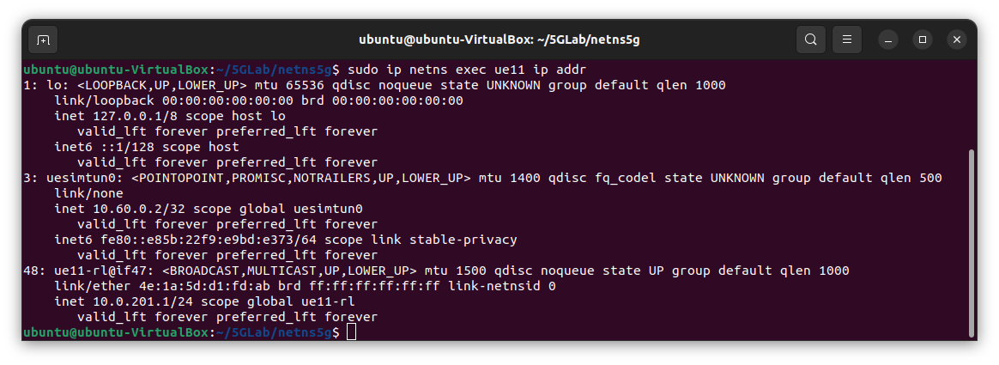 ubuntu@ubuntu-VirtualBox: ~/5GLab/netns5g
ubuntu@ubuntu-VirtualBox:~/5GLab/netns5g$ sudo ip netns exec ue11 ip addr
1: lo: <LOOPBACK,UP,LOWER_UP> mtu 65536 qdisc noqueue state UNKNOWN group default qlen 1000
    link/loopback 00:00:00:00:00:00 brd 00:00:00:00:00:00
    inet 127.0.0.1/8 scope host lo
       valid_lft forever preferred_lft forever
    inet6 ::1/128 scope host
       valid_lft forever preferred_lft forever
3: uesimtun0: <POINTOPOINT,PROMISC,NOTRAILERS,UP,LOWER_UP> mtu 1400 qdisc fq_codel state UNKNOWN group default qlen 500
    link/none
    inet 10.60.0.2/32 scope global uesimtun0
       valid_lft forever preferred_lft forever
    inet6 fe80::e85b:22f9:e9bd:e373/64 scope link stable-privacy
       valid_lft forever preferred_lft forever
48: ue11-rl@if47: <BROADCAST,MULTICAST,UP,LOWER_UP> mtu 1500 qdisc noqueue state UP group default qlen 1000
    link/ether 4e:1a:5d:d1:fd:ab brd ff:ff:ff:ff:ff:ff link-netnsid 0
    inet 10.0.201.1/24 scope global ue11-rl
       valid_lft forever preferred_lft forever
ubuntu@ubuntu-VirtualBox:~/5GLab/netns5g$